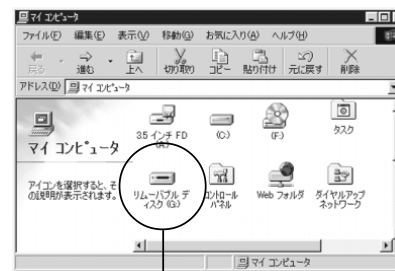 マイ コンピュータ
ファイル(F) 編集(E) 表示(V) 移動(G) お気に入り(A) ヘルプ(H)
戻る 進む 上へ 切り取り コピー 貼り付け 元に戻す 削除
アドレス(D) マイ コンピュータ
マイ コンピュータ
アイコンを選択すると、そ
の説明が表示されます。
3.5 インチ FD
(A:)
(C:)
(F:)
タスク
リムーバブル デ
ィスク (G:)
コントロール
パネル
Web フォルダ
ダイヤルアップ
ネットワーク
マイ コンピュータ